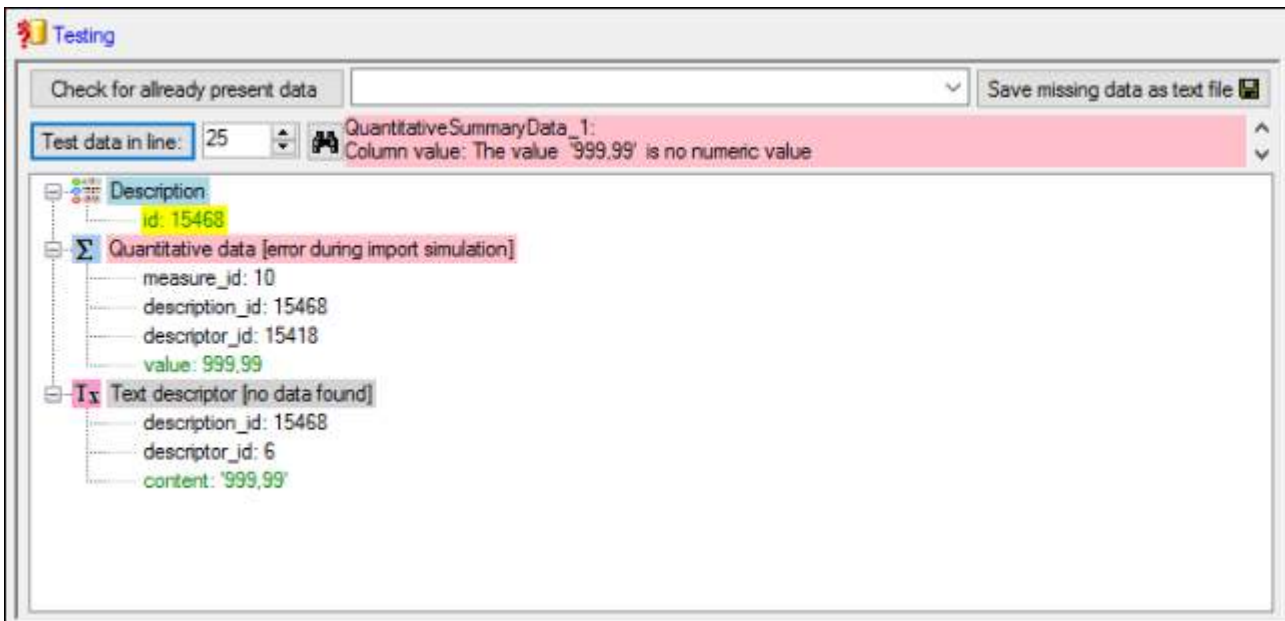 Testing
Check for allready present data
Save missing data as text file
Test data in line: 25
QuantitativeSummaryData_1:
Column value: The value '999,99' is no numeric value
Description
id: 15468
Σ Quantitative data [error during import simulation]
measure_id: 10
description_id: 15468
descriptor_id: 15418
value: 999,99
Tx Text descriptor [no data found]
description_id: 15468
descriptor_id: 6
content: '999,99'